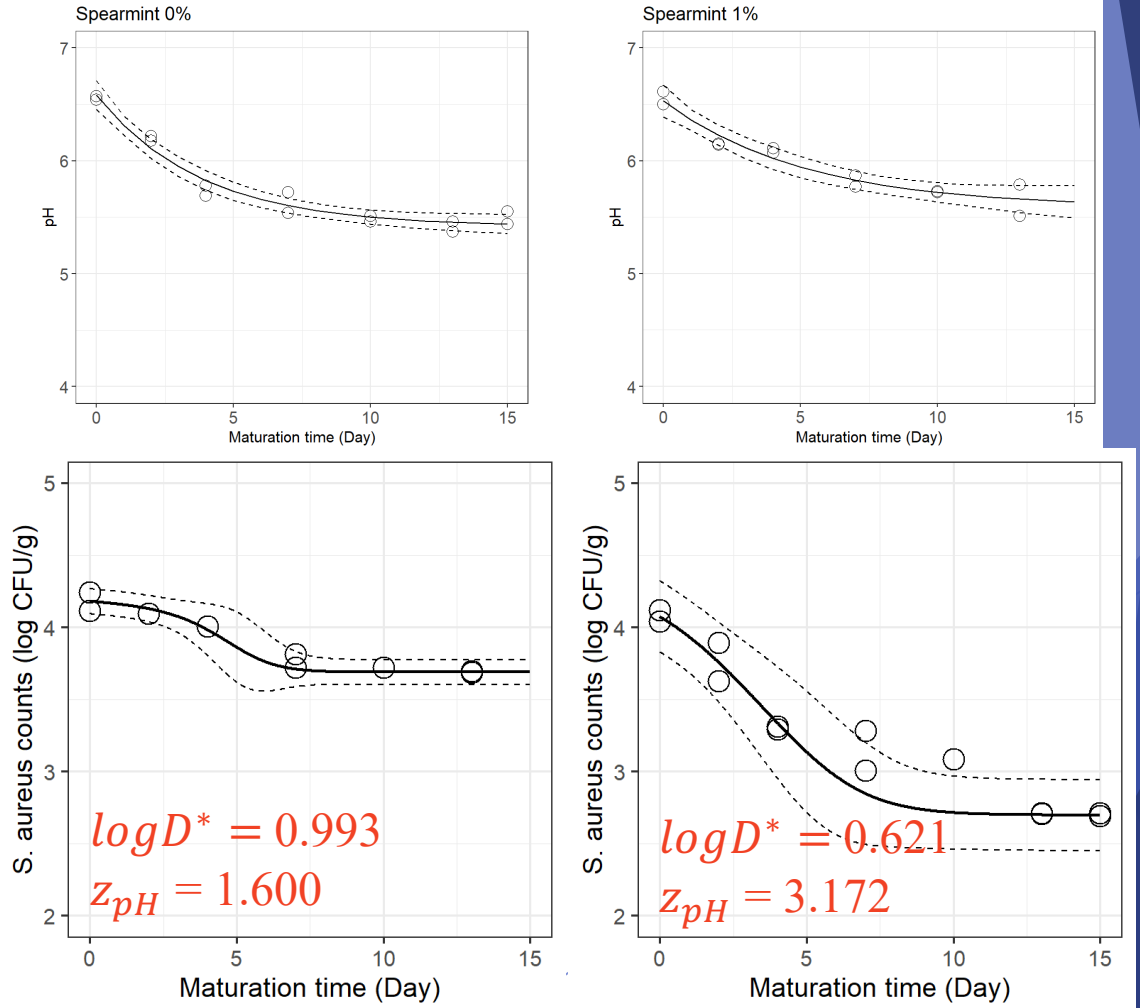 Spearmint 0%
7
6
5
4
pH
0 5 10 15
Maturation time (Day)
Spearmint 1%
7
6
5
4
pH
0 5 10 15
Maturation time (Day)
5
4
3
2
S. aureus counts (log CFU/g)
logD* = 0.993
zpH = 1.600
0 5 10 15
Maturation time (Day)
5
4
3
2
S. aureus counts (log CFU/g)
logD* = 0.621
zpH = 3.172
0 5 10 15
Maturation time (Day)